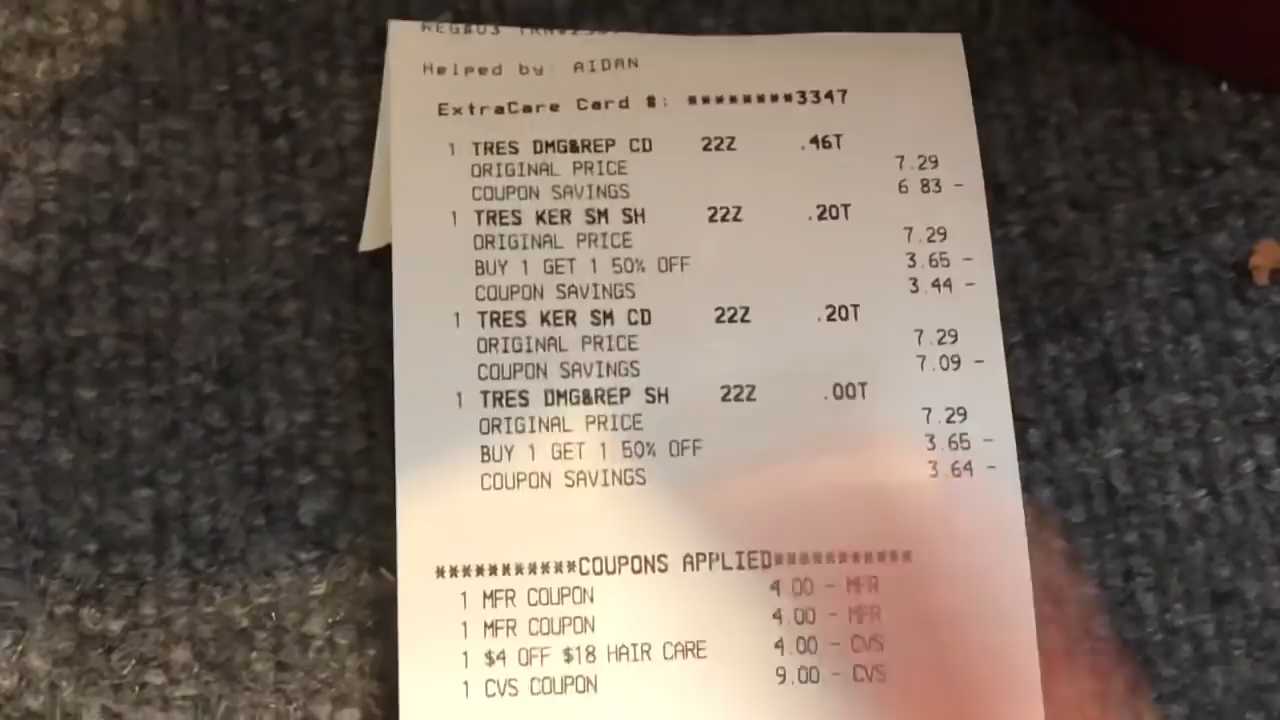 Helped by: AIDAN
ExtraCare Card #: ********3347
1 TRES DMG&REP CD 22Z .46T
ORIGINAL PRICE 7.29
COUPON SAVINGS 6.83 -
1 TRES KER SM SH 22Z .20T
ORIGINAL PRICE 7.29
BUY 1 GET 1 50% OFF 3.65 -
COUPON SAVINGS 3.44 -
1 TRES KER SM CD 22Z .20T
ORIGINAL PRICE 7.29
COUPON SAVINGS 7.09 -
1 TRES DMG&REP SH 22Z .00T
ORIGINAL PRICE 7.29
BUY 1 GET 1 50% OFF 3.65 -
COUPON SAVINGS 3.64 -
***********COUPONS APPLIED***********
1 MFR COUPON 4.00 - MFR
1 MFR COUPON 4.00 - MFR
1 $4 OFF $18 HAIR CARE 4.00 - CVS
1 CVS COUPON 9.00 - CVS